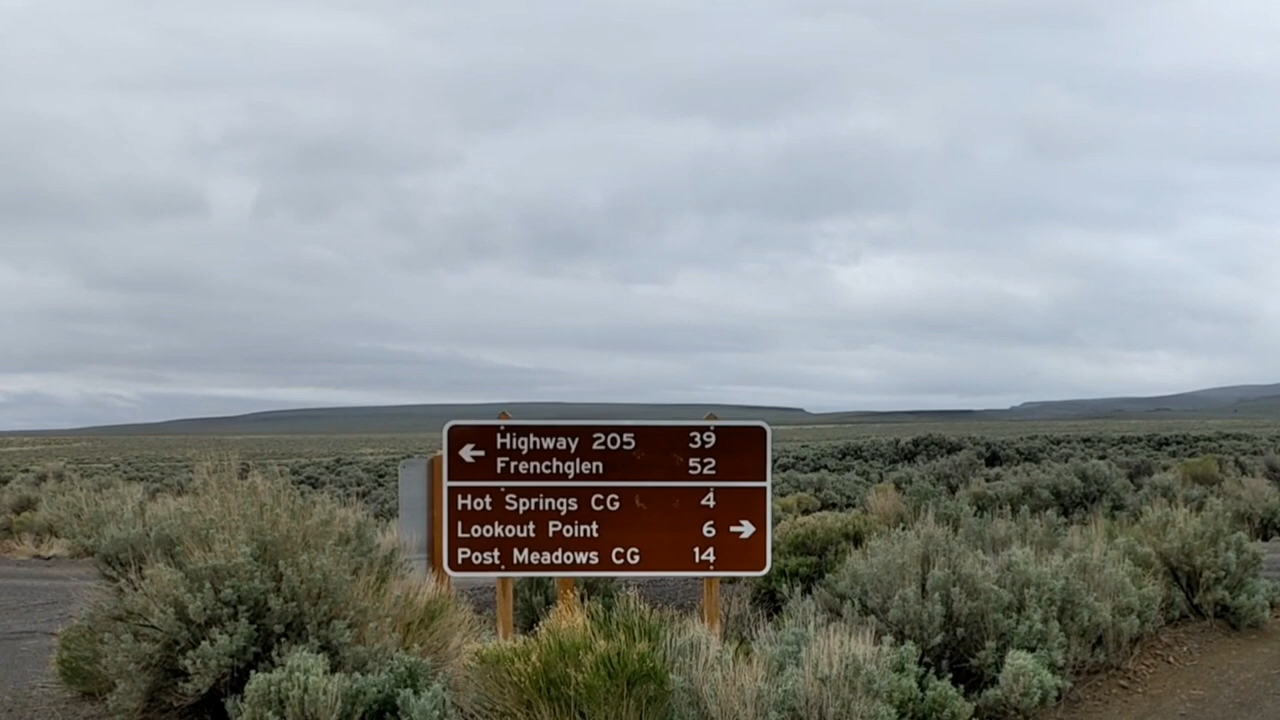 ← Highway 205 39
Frenchglen 52
Hot Springs CG 4
Lookout Point 6 →
Post Meadows CG 14